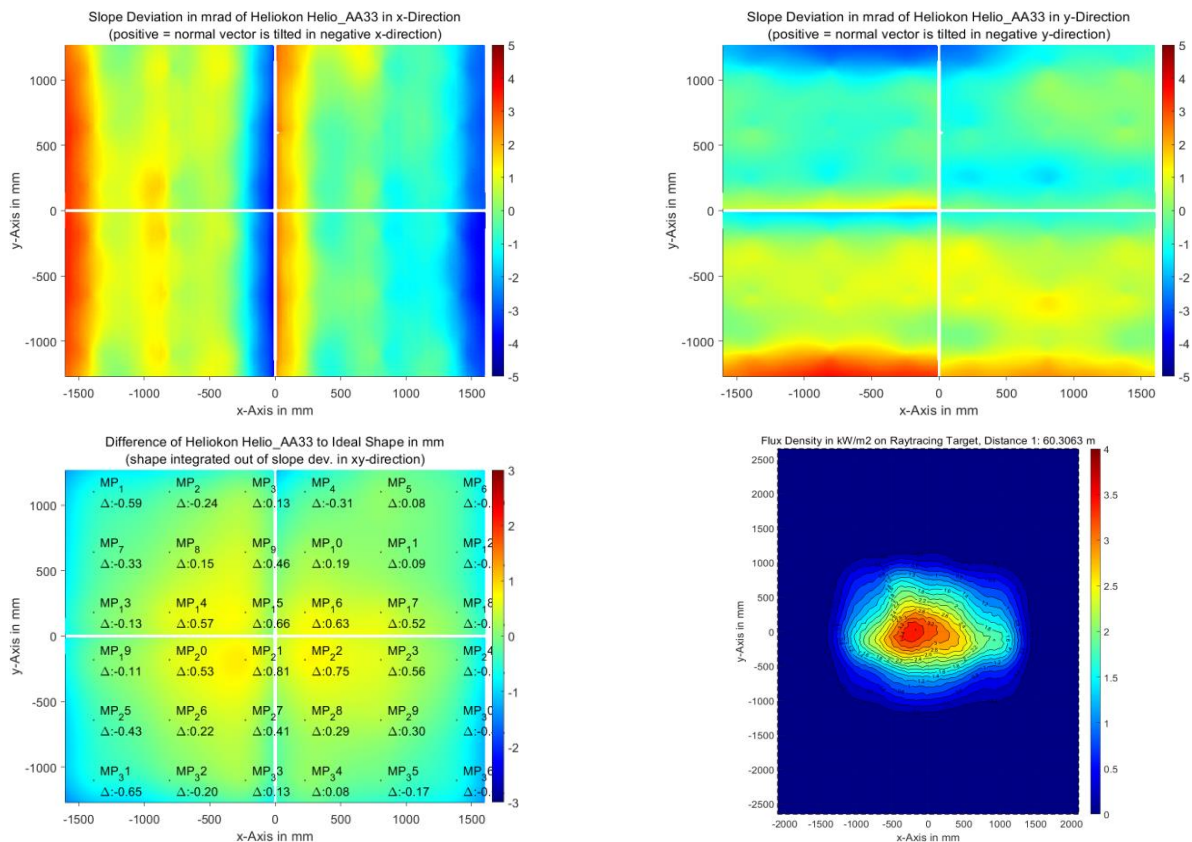 Slope Deviation in mrad of Heliokon Helio_AA33 in x-Direction
(positive = normal vector is tilted in negative x-direction)
1000
500
0
-500
-1000
y-Axis in mm
-1500 -1000 -500 0 500 1000 1500
x-Axis in mm
5
4
3
2
1
0
-1
-2
-3
-4
-5
Slope Deviation in mrad of Heliokon Helio_AA33 in y-Direction
(positive = normal vector is tilted in negative y-direction)
1000
500
0
-500
-1000
y-Axis in mm
-1500 -1000 -500 0 500 1000 1500
x-Axis in mm
5
4
3
2
1
0
-1
-2
-3
-4
-5
Difference of Heliokon Helio_AA33 to Ideal Shape in mm
(shape integrated out of slope dev. in xy-direction)
1000
500
0
-500
-1000
y-Axis in mm
MP1 MP2 MP3 MP4 MP5 MP6
Δ:-0.59 Δ:-0.24 Δ:0.13 Δ:-0.31 Δ:0.08 Δ:-0.
MP7 MP8 MP9 MP10 MP11 MP12
Δ:-0.33 Δ:0.15 Δ:0.46 Δ:0.19 Δ:0.09 Δ:-0.
MP13 MP14 MP15 MP16 MP17 MP18
Δ:-0.13 Δ:0.57 Δ:0.66 Δ:0.63 Δ:0.52 Δ:-0.
MP19 MP20 MP21 MP22 MP23 MP24
Δ:-0.11 Δ:0.53 Δ:0.81 Δ:0.75 Δ:0.56 Δ:-0.
MP25 MP26 MP27 MP28 MP29 MP30
Δ:-0.43 Δ:0.22 Δ:0.41 Δ:0.29 Δ:0.30 Δ:-0.
MP31 MP32 MP33 MP34 MP35 MP36
Δ:-0.65 Δ:-0.20 Δ:0.13 Δ:0.08 Δ:-0.17 Δ:-0.
-1500 -1000 -500 0 500 1000 1500
x-Axis in mm
3
2
1
0
-1
-2
-3
Flux Density in kW/m2 on Raytracing Target, Distance 1: 60.3063 m
2500
2000
1500
1000
500
0
-500
-1000
-1500
-2000
-2500
y-Axis in mm
-2000 -1500 -1000 -500 0 500 1000 1500 2000
x-Axis in mm
4
3.5
3
2.5
2
1.5
1
0.5
0